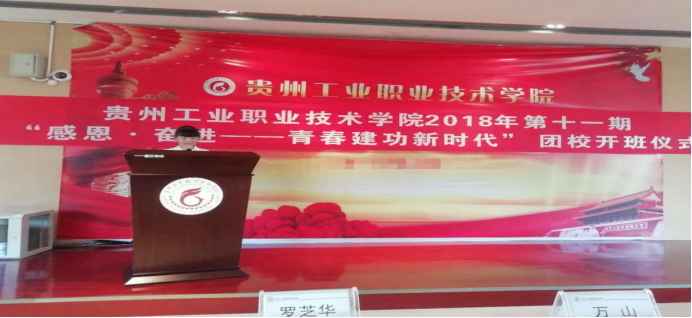 贵州工业职业技术学院
贵州工业职业技术学院2018年第十一期
“感恩·奋进——青春建功新时代” 团校开班仪式
罗芝华
万山